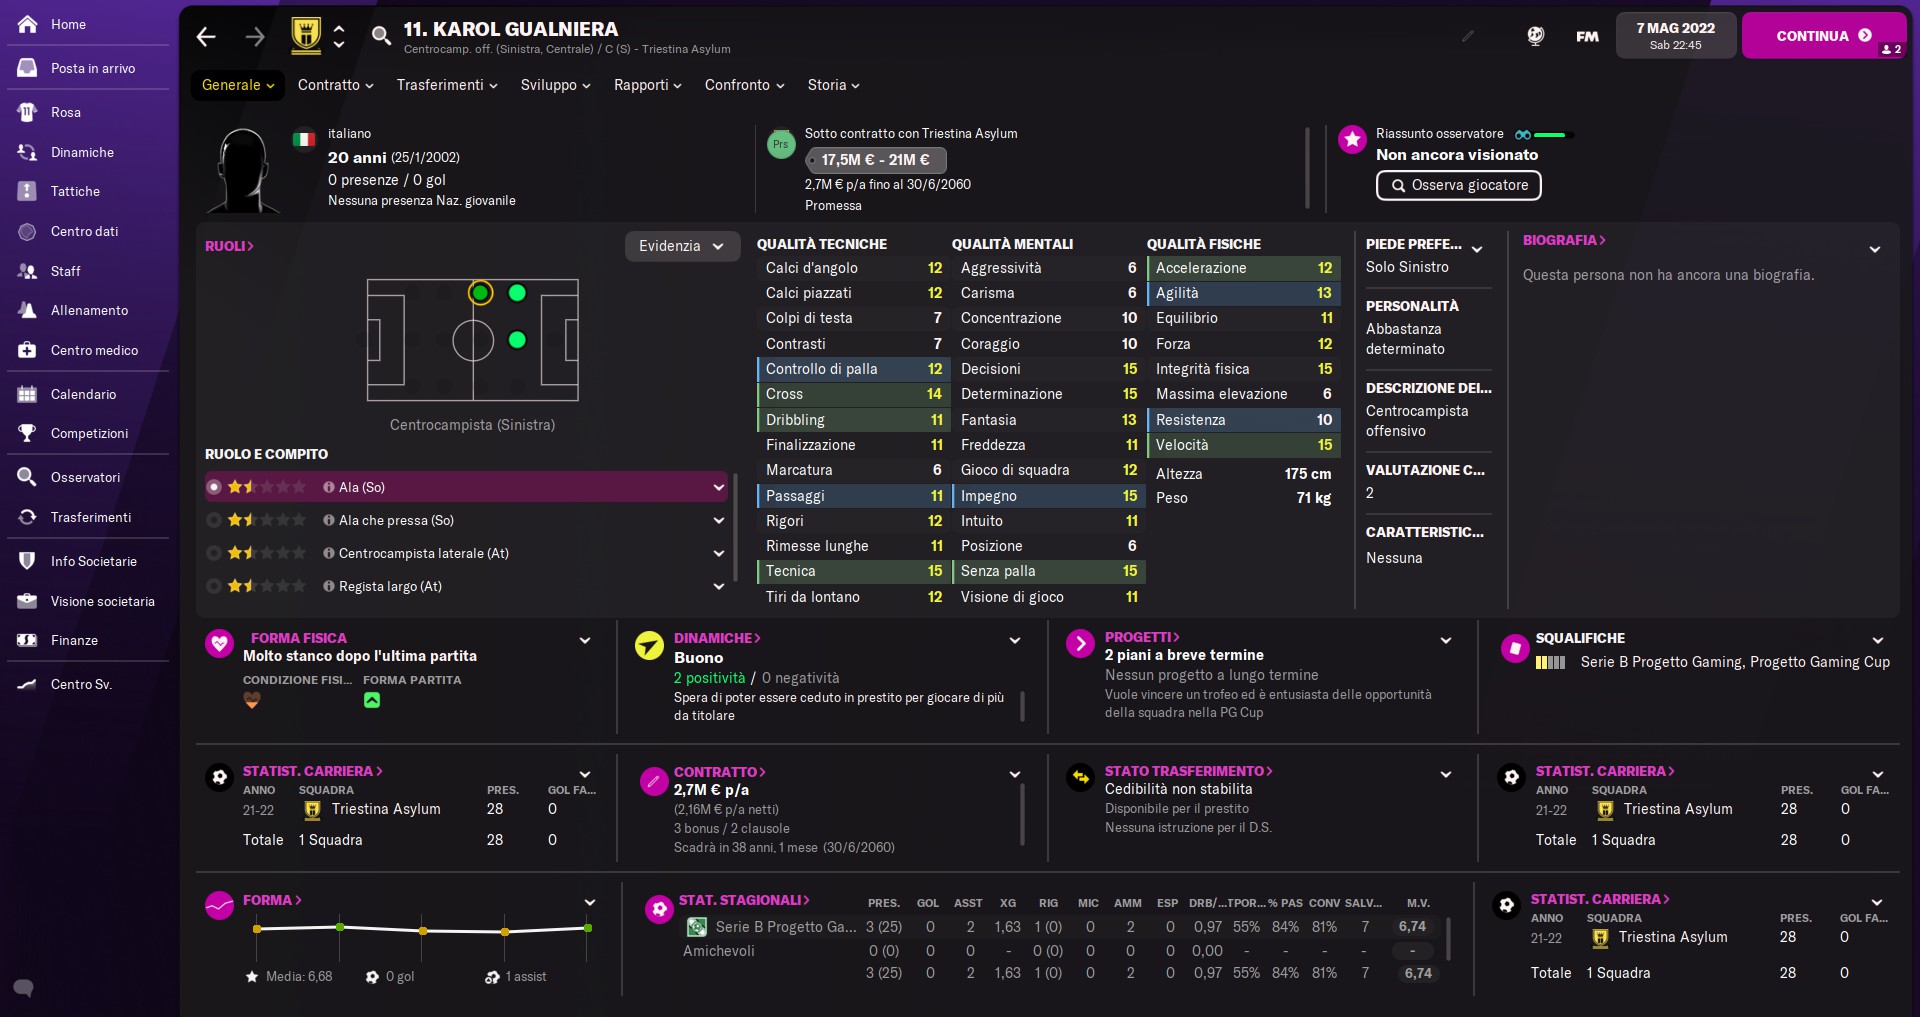 Home
Posta in arrivo
Rosa
Dinamiche
Tattiche
Centro dati
Staff
Allenamento
Centro medico
Calendario
Competizioni
Osservatori
Trasferimenti
Info Societarie
Visione societaria
Finanze
Centro Sv.
11. KAROL GUALNIERA
Centrocamp. off. (Sinistra, Centrale) / C (S) - Triestina Asylum
FM
7 MAG 2022
Sab 22:45
CONTINUA
2
Generale
Contratto
Trasferimenti
Sviluppo
Rapporti
Confronto
Storia
italiano
20 anni (25/1/2002)
0 presenze / 0 gol
Nessuna presenza Naz. giovanile
Prs
Sotto contratto con Triestina Asylum
17,5M € - 21M €
2,7M € p/a fino al 30/6/2060
Promessa
Riassunto osservatore
Non ancora visionato
Osserva giocatore
RUOLI
Evidenzia
Centrocampista (Sinistra)
RUOLO E COMPITO
Ala (So)
Ala che pressa (So)
Centrocampista laterale (At)
Regista largo (At)
QUALITÀ TECNICHE
Calci d'angolo 12
Calci piazzati 12
Colpi di testa 7
Contrasti 7
Controllo di palla 12
Cross 14
Dribbling 11
Finalizzazione 11
Marcatura 6
Passaggi 11
Rigori 12
Rimesse lunghe 11
Tecnica 15
Tiri da lontano 12
QUALITÀ MENTALI
Aggressività 6
Carisma 6
Concentrazione 10
Coraggio 10
Decisioni 15
Determinazione 15
Fantasia 13
Freddezza 11
Gioco di squadra 12
Impegno 15
Intuito 11
Posizione 6
Senza palla 15
Visione di gioco 11
QUALITÀ FISICHE
Accelerazione 12
Agilità 13
Equilibrio 11
Forza 12
Integrità fisica 15
Massima elevazione 6
Resistenza 10
Velocità 15
Altezza 175 cm
Peso 71 kg
PIEDE PREFE...
Solo Sinistro
PERSONALITÀ
Abbastanza
determinato
DESCRIZIONE DEI...
Centrocampista
offensivo
VALUTAZIONE C...
2
CARATTERISTIC...
Nessuna
BIOGRAFIA
Questa persona non ha ancora una biografia.
FORMA FISICA
Molto stanco dopo l'ultima partita
CONDIZIONE FISI... FORMA PARTITA
DINAMICHE
Buono
2 positività / 0 negatività
Spera di poter essere ceduto in prestito per giocare di più
da titolare
PROGETTI
2 piani a breve termine
Nessun progetto a lungo termine
Vuole vincere un trofeo ed è entusiasta delle opportunità
della squadra nella PG Cup
SQUALIFICHE
Serie B Progetto Gaming, Progetto Gaming Cup
STATIST. CARRIERA
ANNO SQUADRA PRES. GOL FA...
21-22 Triestina Asylum 28 0
Totale 1 Squadra 28 0
CONTRATTO
2,7M € p/a
(2,16M € p/a netti)
3 bonus / 2 clausole
Scadrà in 38 anni, 1 mese (30/6/2060)
STATO TRASFERIMENTO
Cedibilità non stabilita
Disponibile per il prestito
Nessuna istruzione per il D.S.
STATIST. CARRIERA
ANNO SQUADRA PRES. GOL FA...
21-22 Triestina Asylum 28 0
Totale 1 Squadra 28 0
FORMA
Media: 6,68 0 gol 1 assist
STAT. STAGIONALI PRES. GOL ASST XG RIG MIC AMM ESP DRB/... TPOR... % PAS CONV SALV... M.V.
Serie B Progetto Ga... 3 (25) 0 2 1,63 1 (0) 0 2 0 0,97 55% 84% 81% 7 6,74
Amichevoli 0 (0) 0 0 - 0 (0) 0 0 0 0,00 - - - - -
3 (25) 0 2 1,63 1 (0) 0 2 0 0,97 55% 84% 81% 7 6,74
STATIST. CARRIERA
ANNO SQUADRA PRES. GOL FA...
21-22 Triestina Asylum 28 0
Totale 1 Squadra 28 0